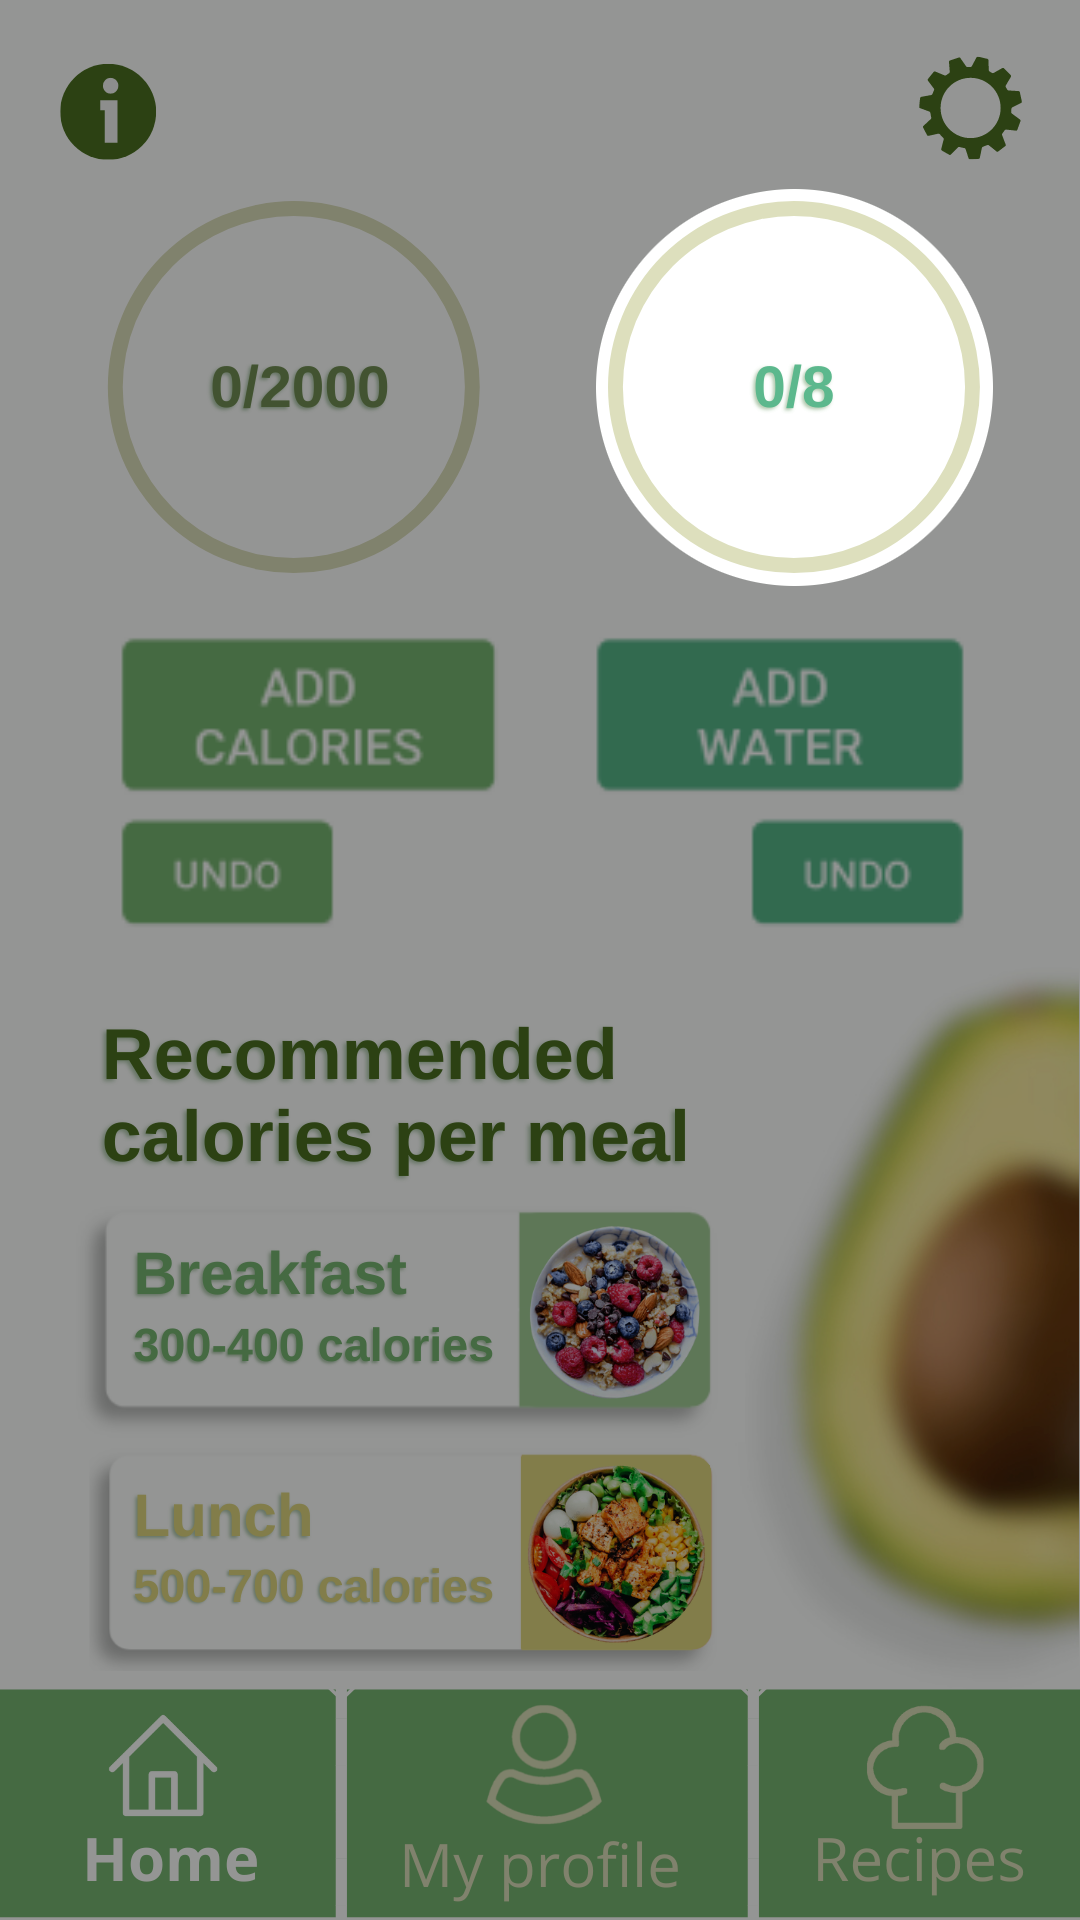 i
0/2000
0/8
ADD
CALORIES
ADD
WATER
UNDO
UNDO
Recommended
calories per meal
Breakfast
300-400 calories
Lunch
500-700 calories
Home
My profile
Recipes